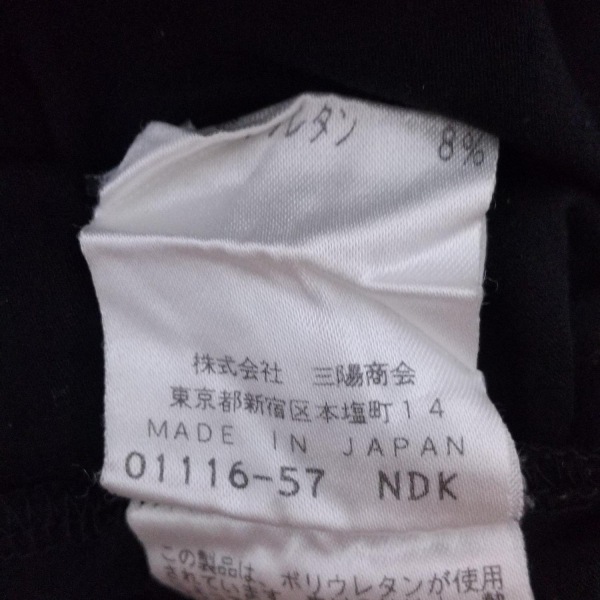 ルタン 8%
株式会社 三陽商会
東京都新宿区本塩町14
MADE IN JAPAN
01116-57 NDK
この製品は、ポリウレタンが使用
されています